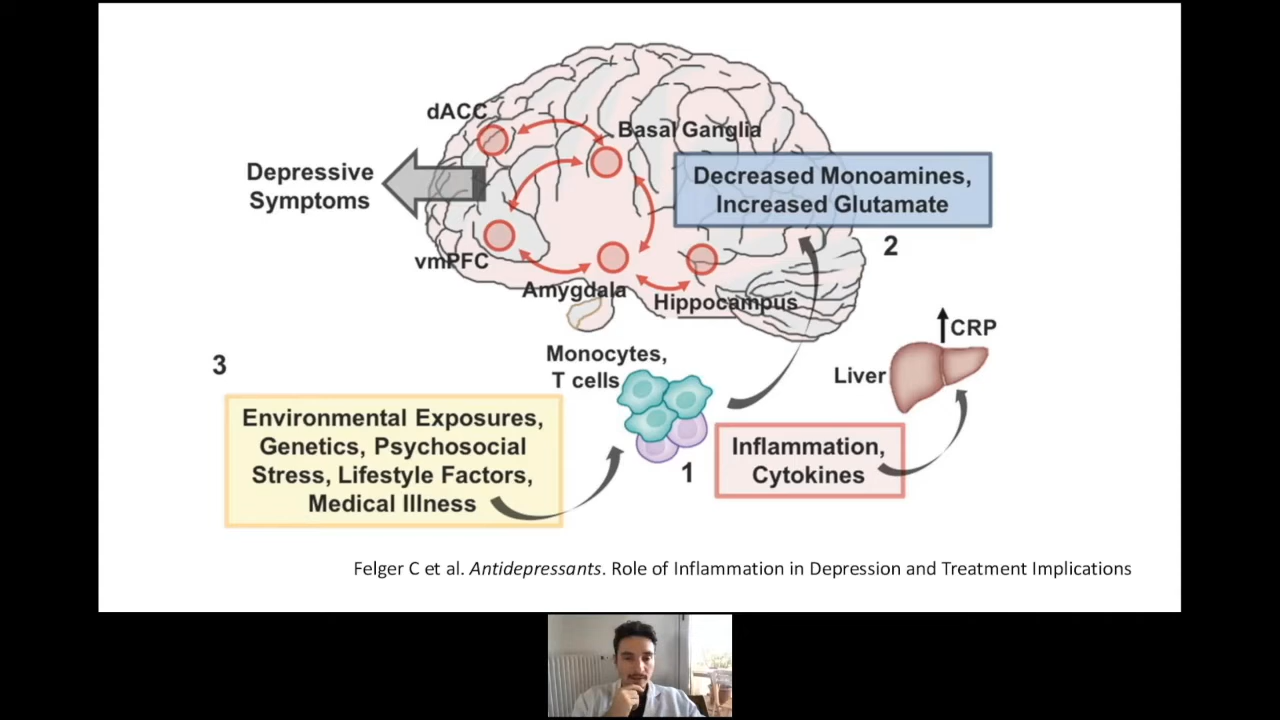 dACC
Basal Ganglia
Depressive
Symptoms
Decreased Monoamines,
Increased Glutamate
2
vmPFC
Amygdala
Hippocampus
CRP
Liver
Monocytes,
T cells
3
Environmental Exposures,
Genetics, Psychosocial
Stress, Lifestyle Factors,
Medical Illness
1
Inflammation,
Cytokines
Felger C et al. Antidepressants. Role of Inflammation in Depression and Treatment Implications